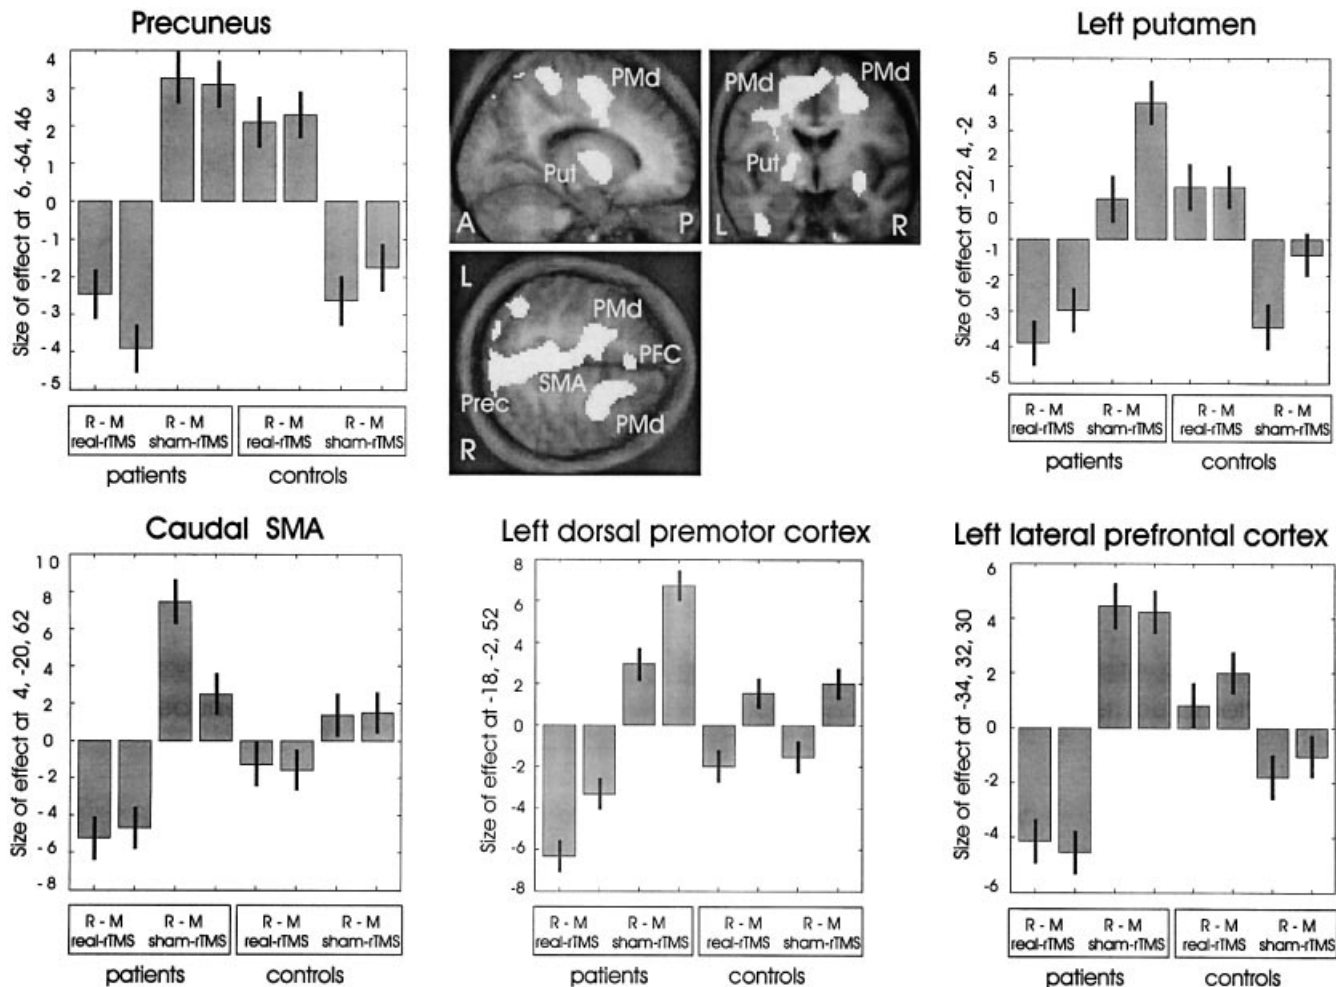 Precuneus
Size of effect at 6, -64, 46
4
3
2
1
0
-1
-2
-3
-4
-5
R - M R - M R - M R - M
real-rTMS sham-rTMS real-rTMS sham-rTMS
patients controls
PMd
Put
A P
PMd PMd
Put
L R
L
PMd
PFC
SMA
Prec
PMd
R
Left putamen
Size of effect at -22, 4, -2
5
4
3
1
0
-1
-3
-4
-5
R - M R - M R - M R - M
real-rTMS sham-rTMS real-rTMS sham-rTMS
patients controls
Caudal SMA
Size of effect at 4, -20, 62
10
8
6
4
2
0
-2
-4
-6
-8
R - M R - M R - M R - M
real-rTMS sham-rTMS real-rTMS sham-rTMS
patients controls
Left dorsal premotor cortex
Size of effect at -18, -2, 52
8
6
4
2
0
-2
-4
-6
-8
R - M R - M R - M R - M
real-rTMS sham-rTMS real-rTMS sham-rTMS
patients controls
Left lateral prefrontal cortex
Size of effect at -34, 32, 30
6
4
2
0
-2
-4
-6
R - M R - M R - M R - M
real-rTMS sham-rTMS real-rTMS sham-rTMS
patients controls